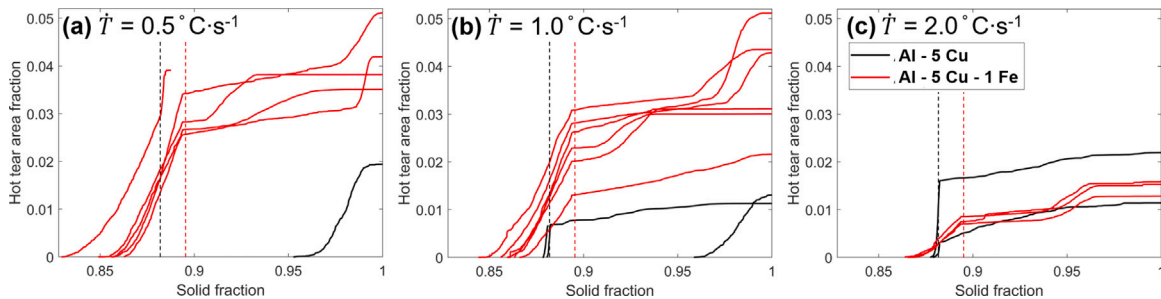 (a) Ṫ = 0.5°C·s⁻¹
0.05
0.04
0.03
0.02
0.01
0
0.85 0.9 0.95 1
Hot tear area fraction
Solid fraction
(b) Ṫ = 1.0°C·s⁻¹
0.05
0.04
0.03
0.02
0.01
0
0.85 0.9 0.95 1
Hot tear area fraction
Solid fraction
(c) Ṫ = 2.0°C·s⁻¹
Al - 5 Cu
Al - 5 Cu - 1 Fe
0.05
0.04
0.03
0.02
0.01
0
0.85 0.9 0.95 1
Hot tear area fraction
Solid fraction